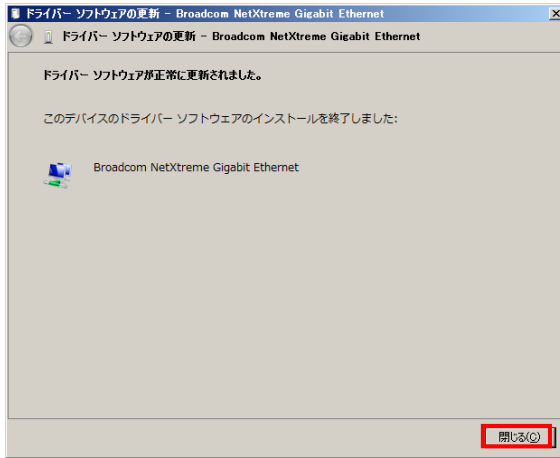 ドライバー ソフトウェアの更新 - Broadcom NetXtreme Gigabit Ethernet
ドライバー ソフトウェアの更新 - Broadcom NetXtreme Gigabit Ethernet
ドライバー ソフトウェアが正常に更新されました。
このデバイスのドライバー ソフトウェアのインストールを終了しました:
Broadcom NetXtreme Gigabit Ethernet
閉じる(C)